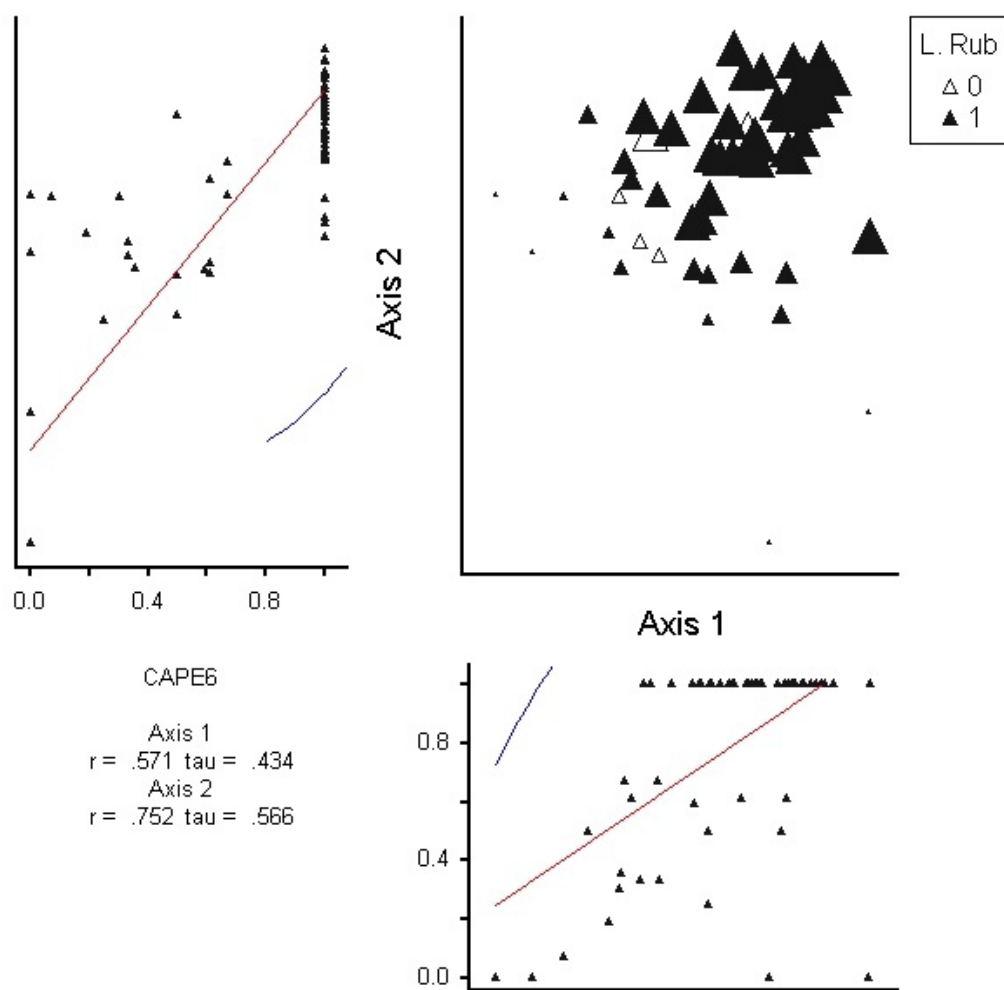 L. Rub
0
1
Axis 2
0.0 0.4 0.8
Axis 1
CAPE6
Axis 1
r = .571 tau = .434
Axis 2
r = .752 tau = .566
0.8
0.4
0.0